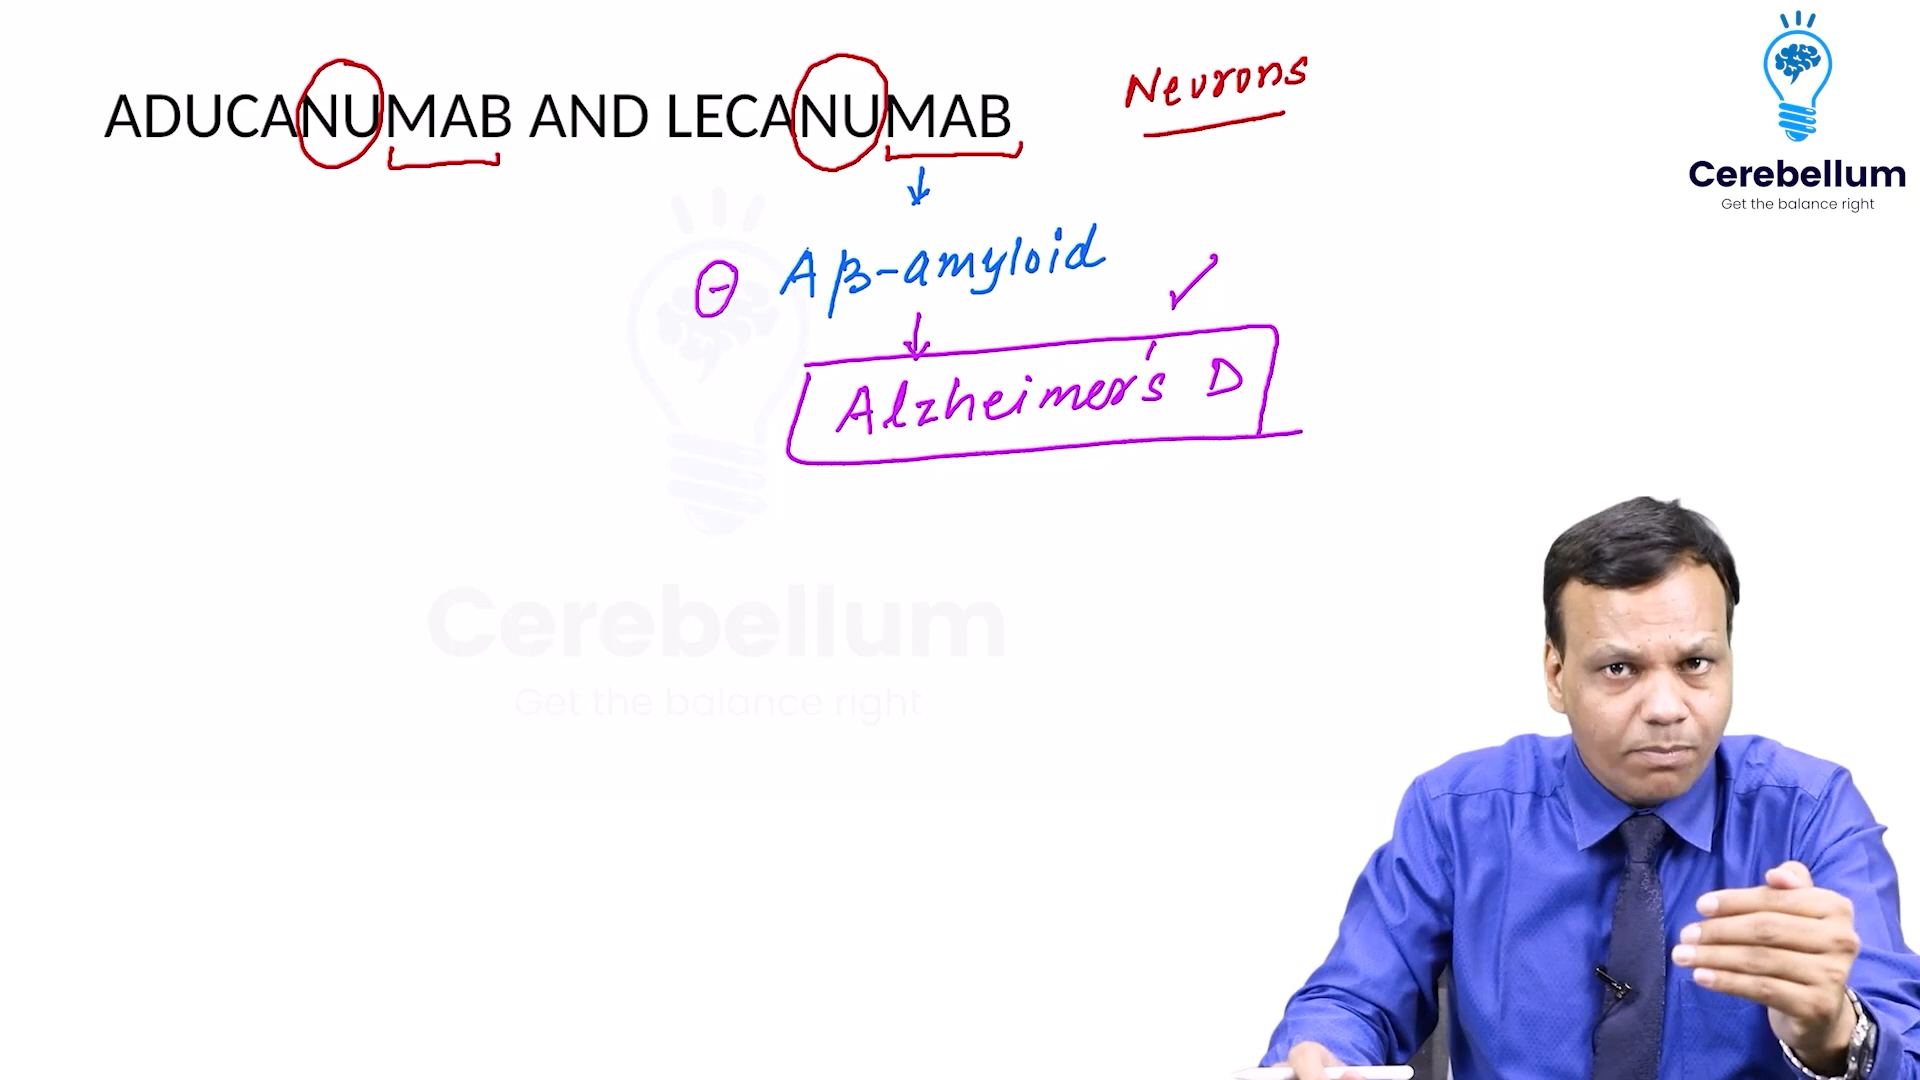 ADUCANUMAB AND LECANUMAB
Neurons
Cerebellum
Get the balance right
Aβ-amyloid
Alzheimer's D
Cerebellum
Get the balance right